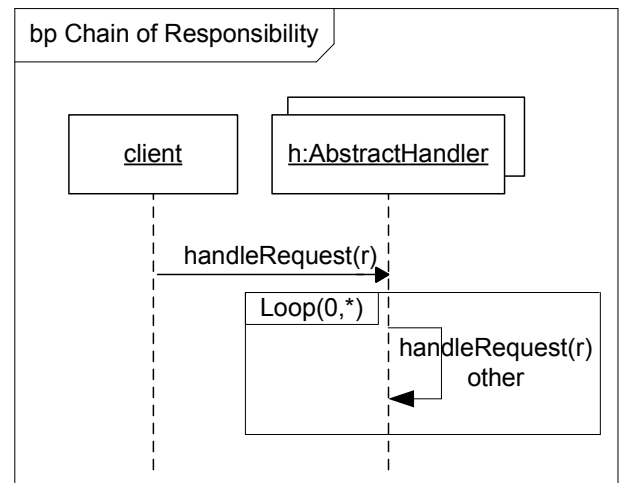 bp Chain of Responsibility
client
h:AbstractHandler
handleRequest(r)
Loop(0,*)
handleRequest(r)
other